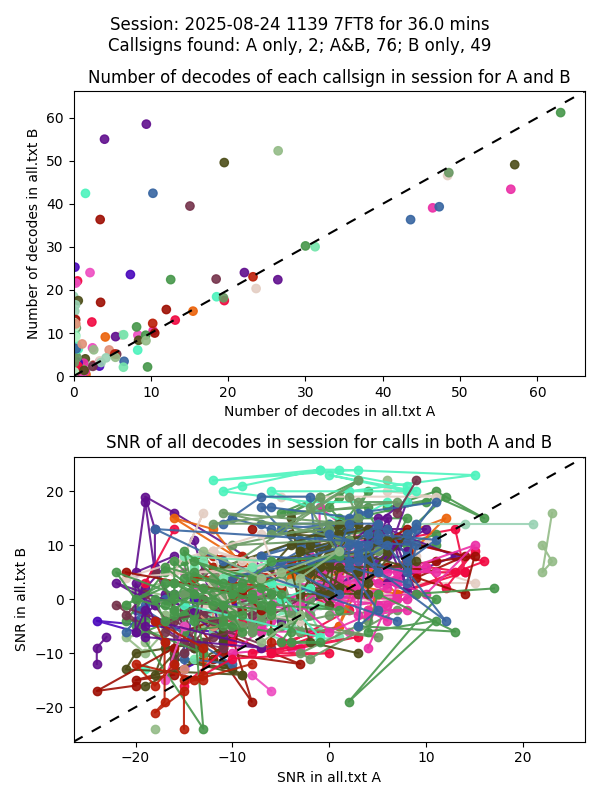 Session: 2025-08-24 1139 7FT8 for 36.0 mins
Callsigns found: A only, 2; A&B, 76; B only, 49
Number of decodes of each callsign in session for A and B
Number of decodes in all.txt B
60
50
40
30
20
10
0
0 10 20 30 40 50 60
Number of decodes in all.txt A
SNR of all decodes in session for calls in both A and B
SNR in all.txt B
20
10
0
−10
−20
−20 −10 0 10 20
SNR in all.txt A